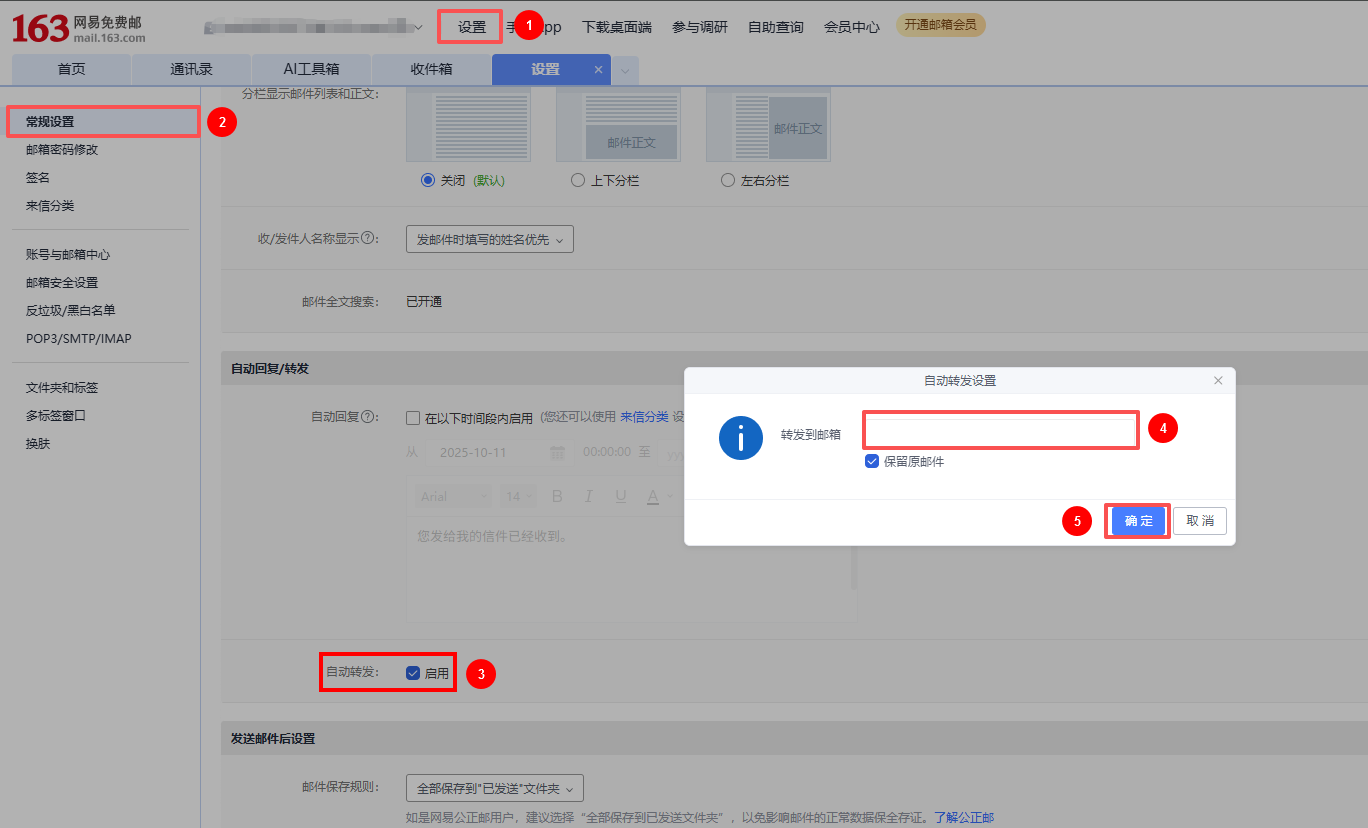 163 网易免费邮 mail.163.com
设置 1 手 pp 下载桌面端 参与调研 自助查询 会员中心 开通邮箱会员
首页 通讯录 AI工具箱 收件箱 设置
分栏显示邮件列表和正文：
常规设置 2
邮箱密码修改
签名
来信分类
账号与邮箱中心
邮箱安全设置
反垃圾/黑白名单
POP3/SMTP/IMAP
文件夹和标签
多标签窗口
换肤
邮件正文 邮件正文
关闭 (默认) 上下分栏 左右分栏
收/发件人名称显示?： 发邮件时填写的姓名优先
邮件全文搜索： 已开通
自动回复/转发
自动回复?： 在以下时间段内启用 (您还可以使用 来信分类 设
从 2025-10-11 00:00:00 至 yyy
Arial 14 B I U A
您发给我的信件已经收到。
自动转发设置
转发到邮箱 4
保留原邮件
5 确 定 取 消
自动转发： 启用 3
发送邮件后设置
邮件保存规则： 全部保存到"已发送"文件夹
如是网易公正邮用户，建议选择“全部保存到已发送文件夹”，以免影响邮件的正常数据保全存证。了解公正邮